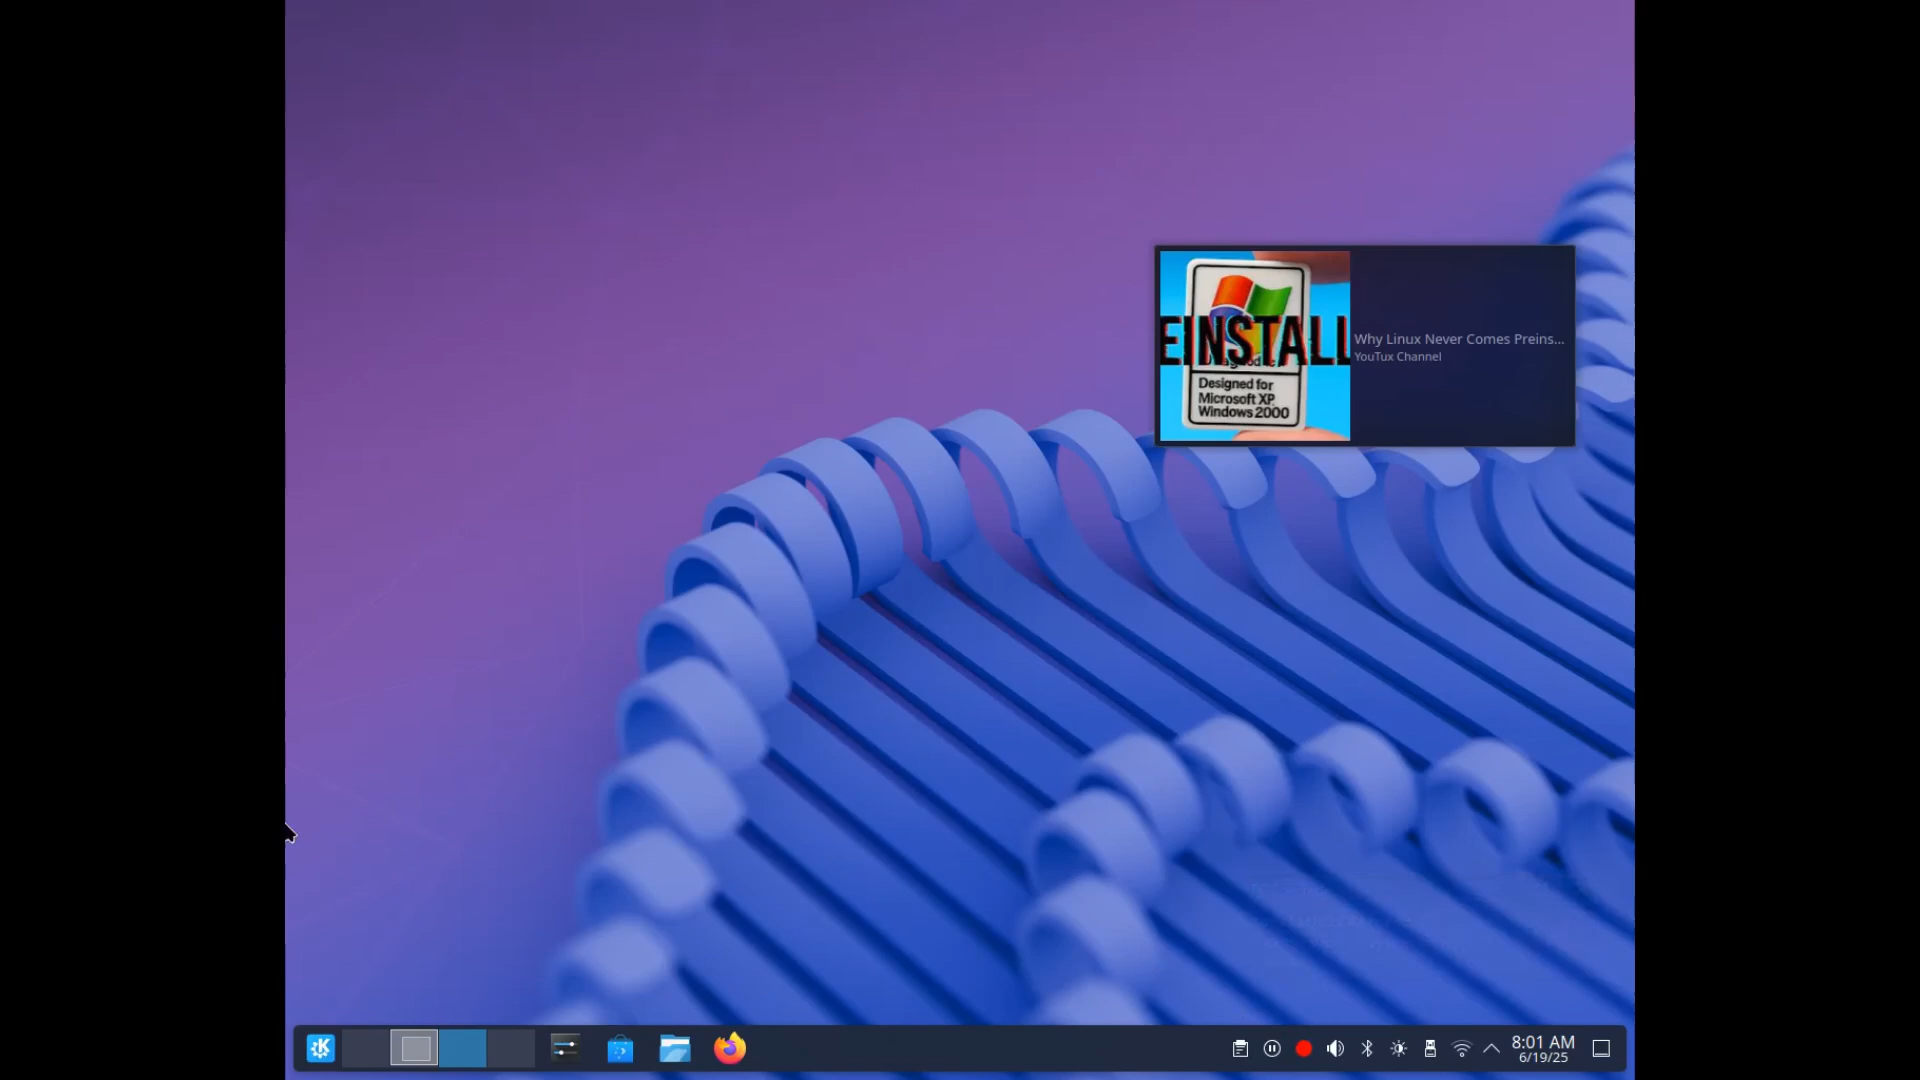 EINSTALL
Designed for
Microsoft XP
Windows 2000
Why Linux Never Comes Preins...
YouTux Channel
8:01 AM
6/19/25